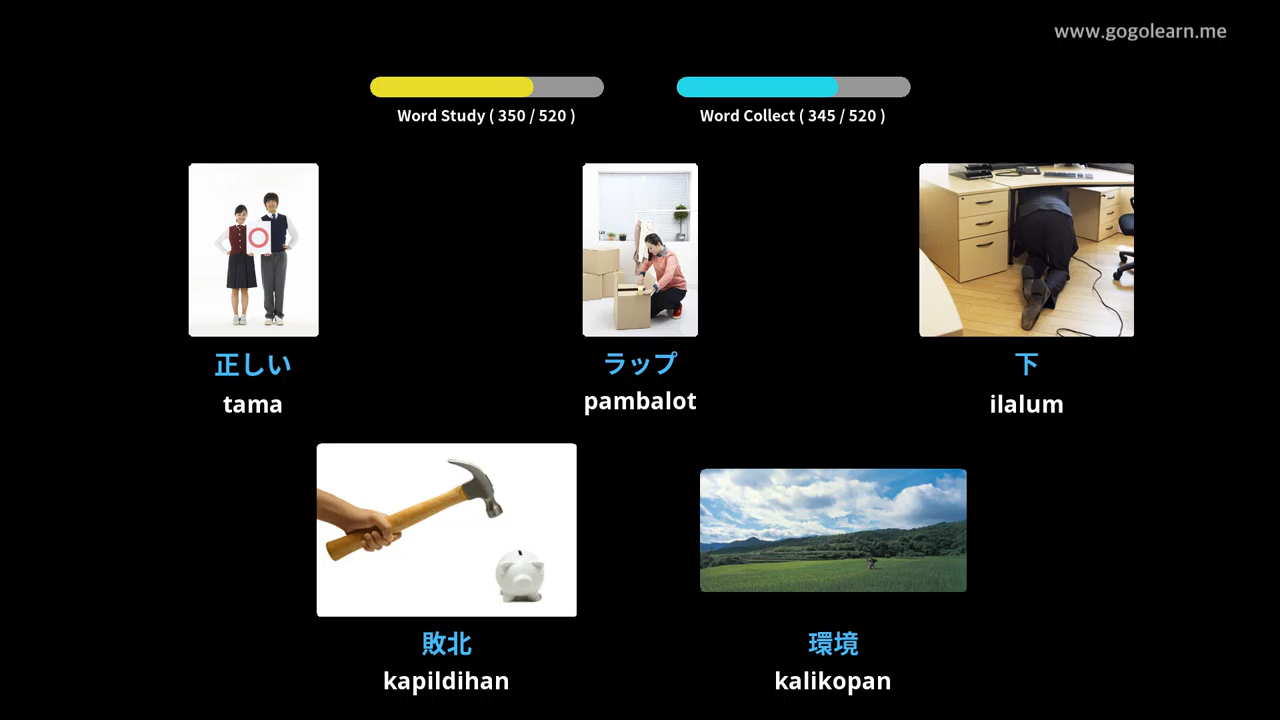 www.gogolearn.me
Word Study ( 350 / 520 )
Word Collect ( 345 / 520 )
正しい
tama
ラップ
pambalot
下
ilalum
敗北
kapildihan
環境
kalikopan